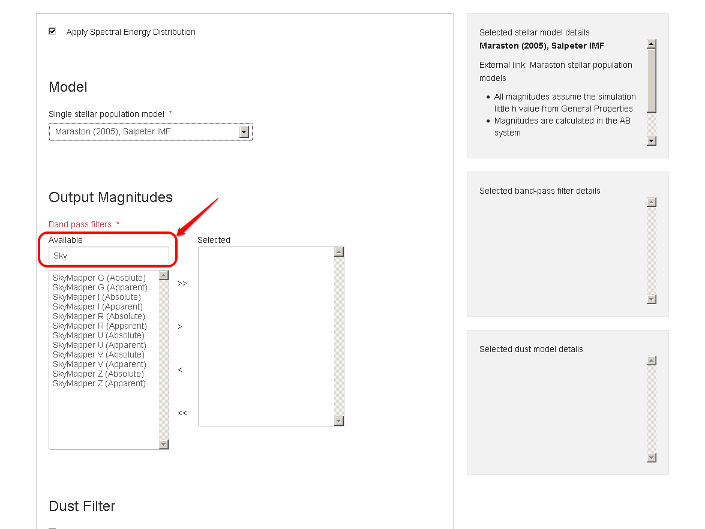 Apply Spectral Energy Distribution
Model
Single stellar population model *
Maraston (2005), Salpeter IMF
Output Magnitudes
Band pass filters *
Available
Sky
SkyMapper G (Absolute)
SkyMapper G (Apparent)
SkyMapper I (Absolute)
SkyMapper I (Apparent)
SkyMapper R (Absolute)
SkyMapper R (Apparent)
SkyMapper U (Absolute)
SkyMapper U (Apparent)
SkyMapper V (Absolute)
SkyMapper V (Apparent)
SkyMapper Z (Absolute)
SkyMapper Z (Apparent)
>>
>
<
<<
Selected
Dust Filter
Selected stellar model details
Maraston (2005), Salpeter IMF
External link: Maraston stellar population
models
• All magnitudes assume the simulation
little h value from General Properties
• Magnitudes are calculated in the AB
system
Selected band-pass filter details
Selected dust model details